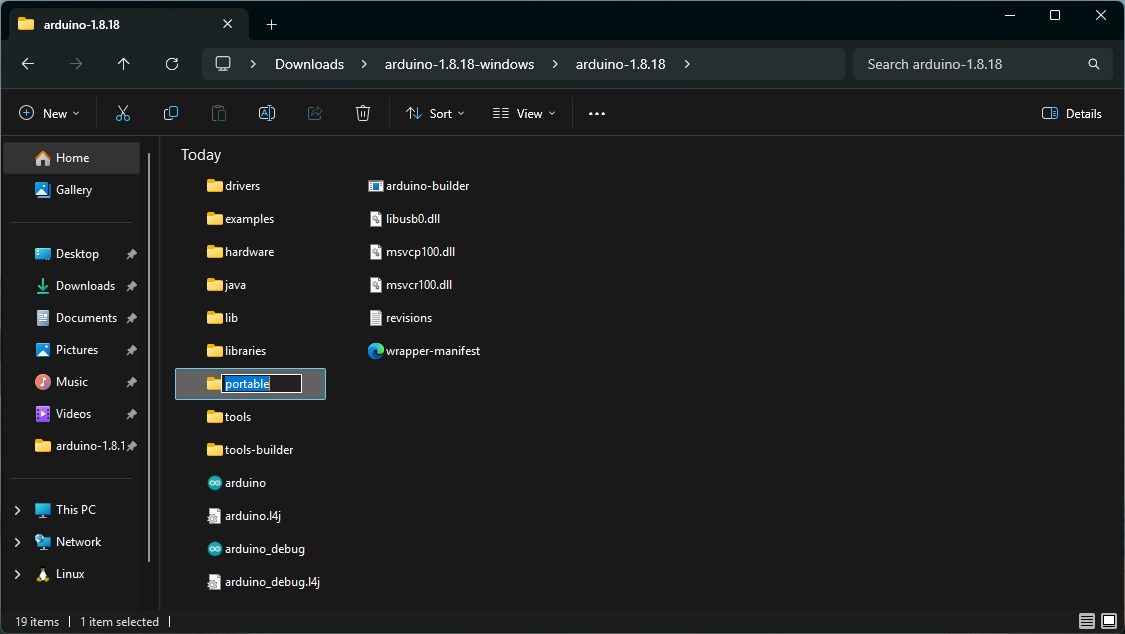 arduino-1.8.18
Downloads arduino-1.8.18-windows arduino-1.8.18
Search arduino-1.8.18
New Sort View Details
Home
Gallery
Desktop
Downloads
Documents
Pictures
Music
Videos
arduino-1.8.1
This PC
Network
Linux
Today
drivers
examples
hardware
java
lib
libraries
portable
tools
tools-builder
arduino
arduino.l4j
arduino_debug
arduino_debug.l4j
arduino-builder
libusb0.dll
msvcp100.dll
msvcr100.dll
revisions
wrapper-manifest
19 items 1 item selected